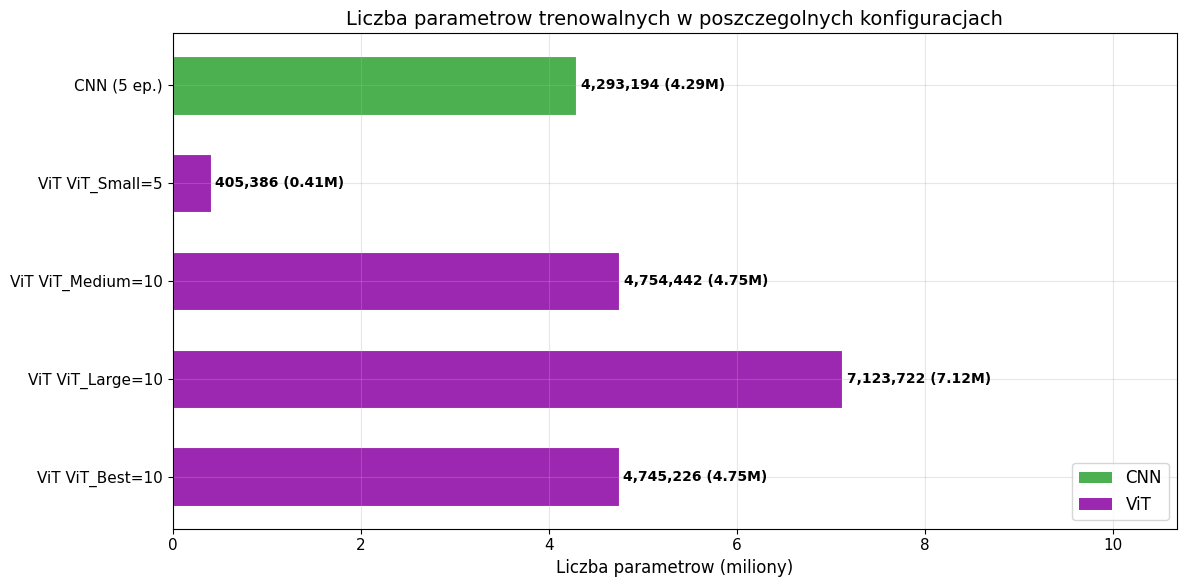 Liczba parametrow trenowalnych w poszczegolnych konfiguracjach
CNN (5 ep.)
4,293,194 (4.29M)
ViT ViT_Small=5
405,386 (0.41M)
ViT ViT_Medium=10
4,754,442 (4.75M)
ViT ViT_Large=10
7,123,722 (7.12M)
ViT ViT_Best=10
4,745,226 (4.75M)
CNN
ViT
0 2 4 6 8 10
Liczba parametrow (miliony)